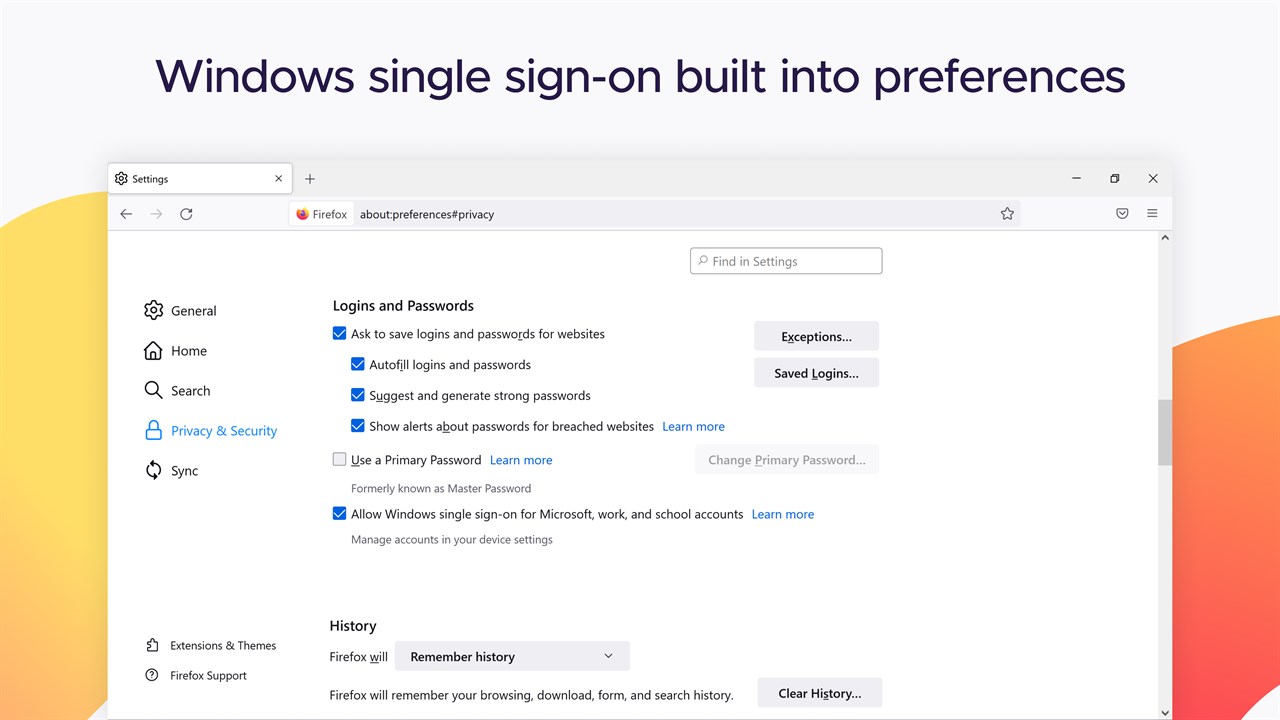 Windows single sign-on built into preferences
Settings
Firefox about:preferences#privacy
Find in Settings
General
Home
Search
Privacy & Security
Sync
Extensions & Themes
Firefox Support
Logins and Passwords
Ask to save logins and passwords for websites
Exceptions...
Autofill logins and passwords
Saved Logins...
Suggest and generate strong passwords
Show alerts about passwords for breached websites Learn more
Use a Primary Password Learn more
Change Primary Password...
Formerly known as Master Password
Allow Windows single sign-on for Microsoft, work, and school accounts Learn more
Manage accounts in your device settings
History
Firefox will Remember history
Firefox will remember your browsing, download, form, and search history.
Clear History...